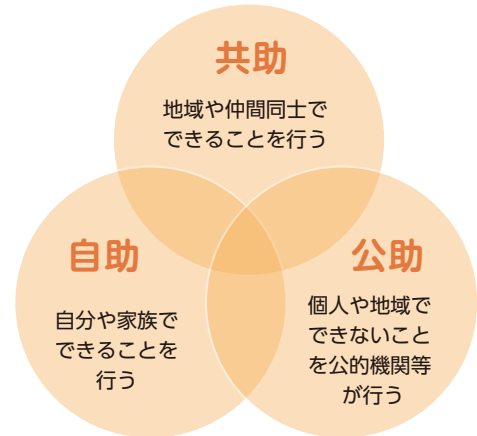 共助
地域や仲間同士で
できることを行う
自助
自分や家族で
できることを
行う
公助
個人や地域で
できないこと
を公的機関等
が行う